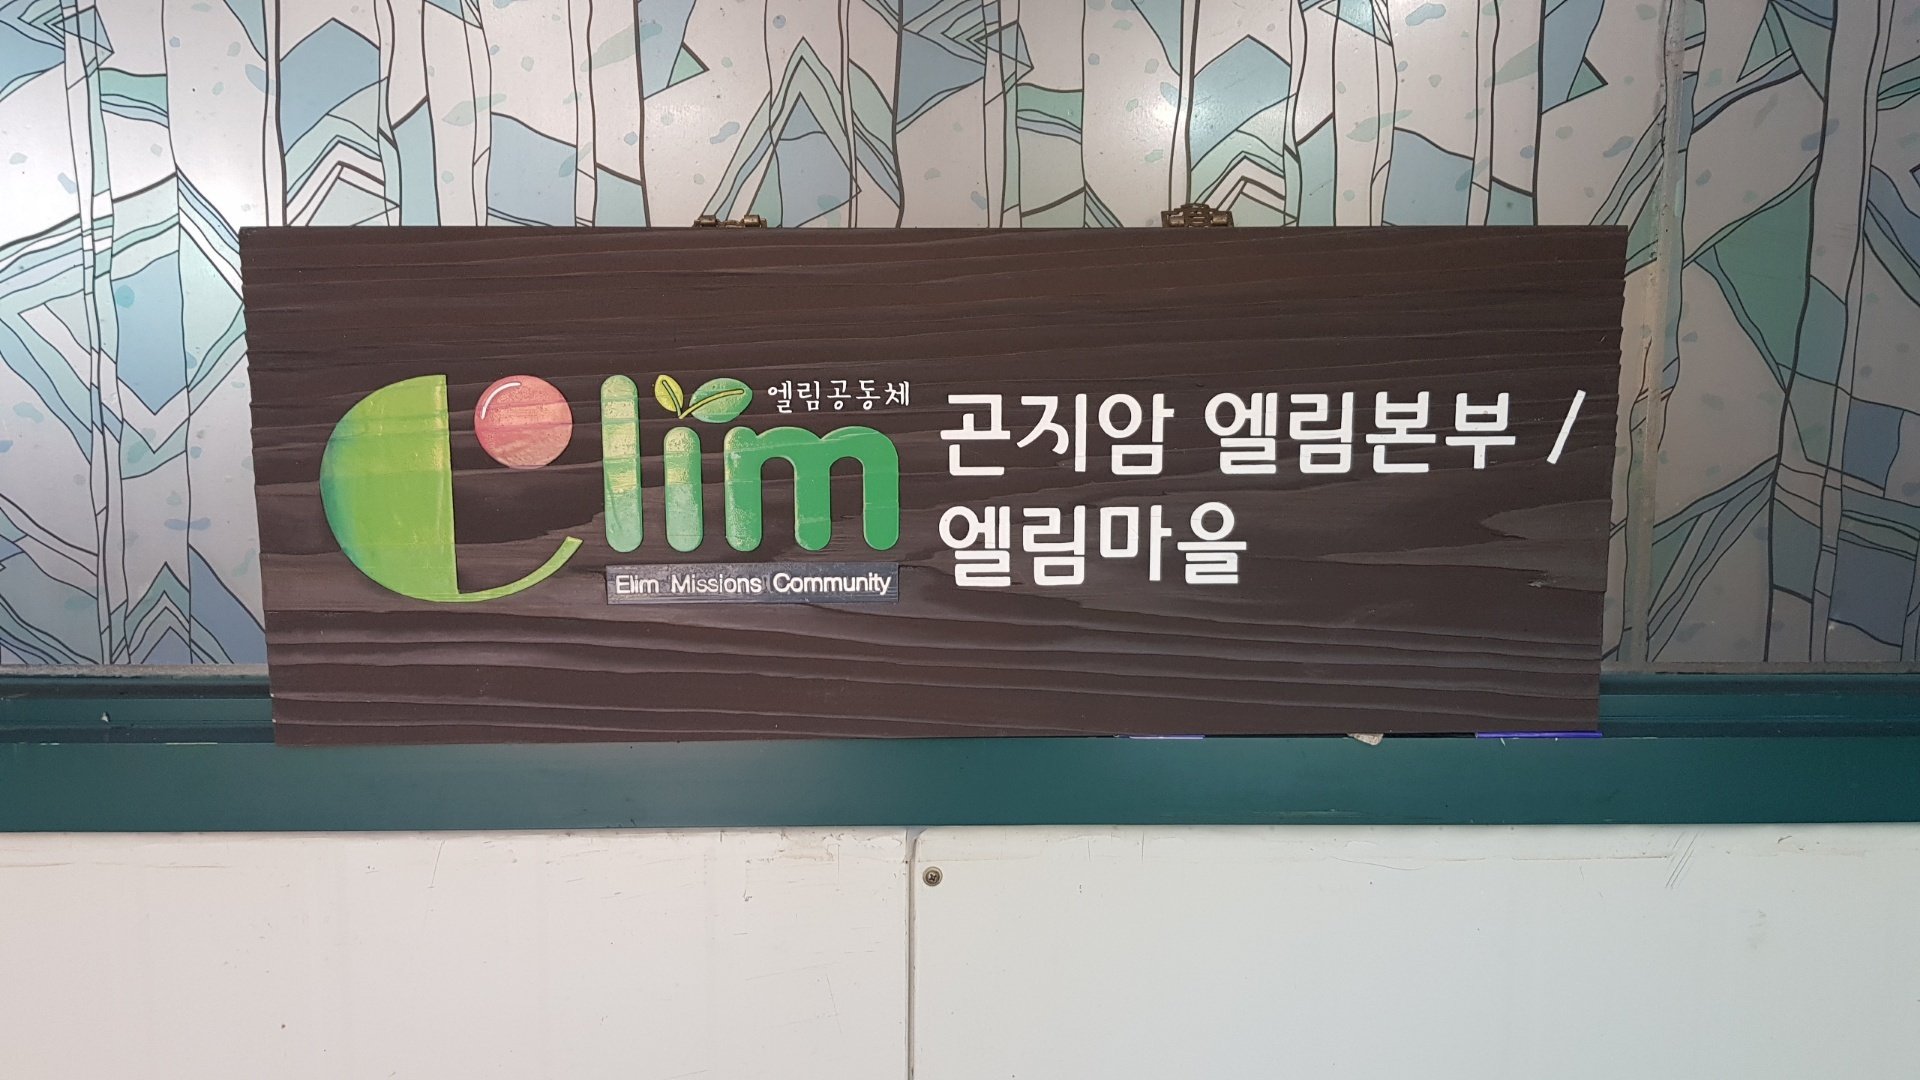 elim
엘림공동체
Elim Missions Community
곤지암 엘림본부 /
엘림마을